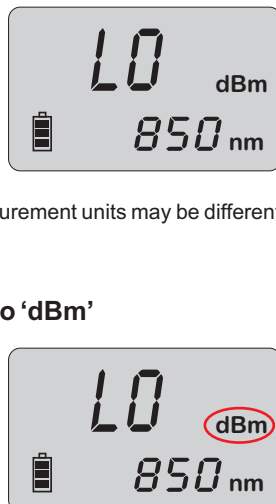 LO dBm
850 nm
urement units may be different
o ‘dBm’
LO dBm
850 nm